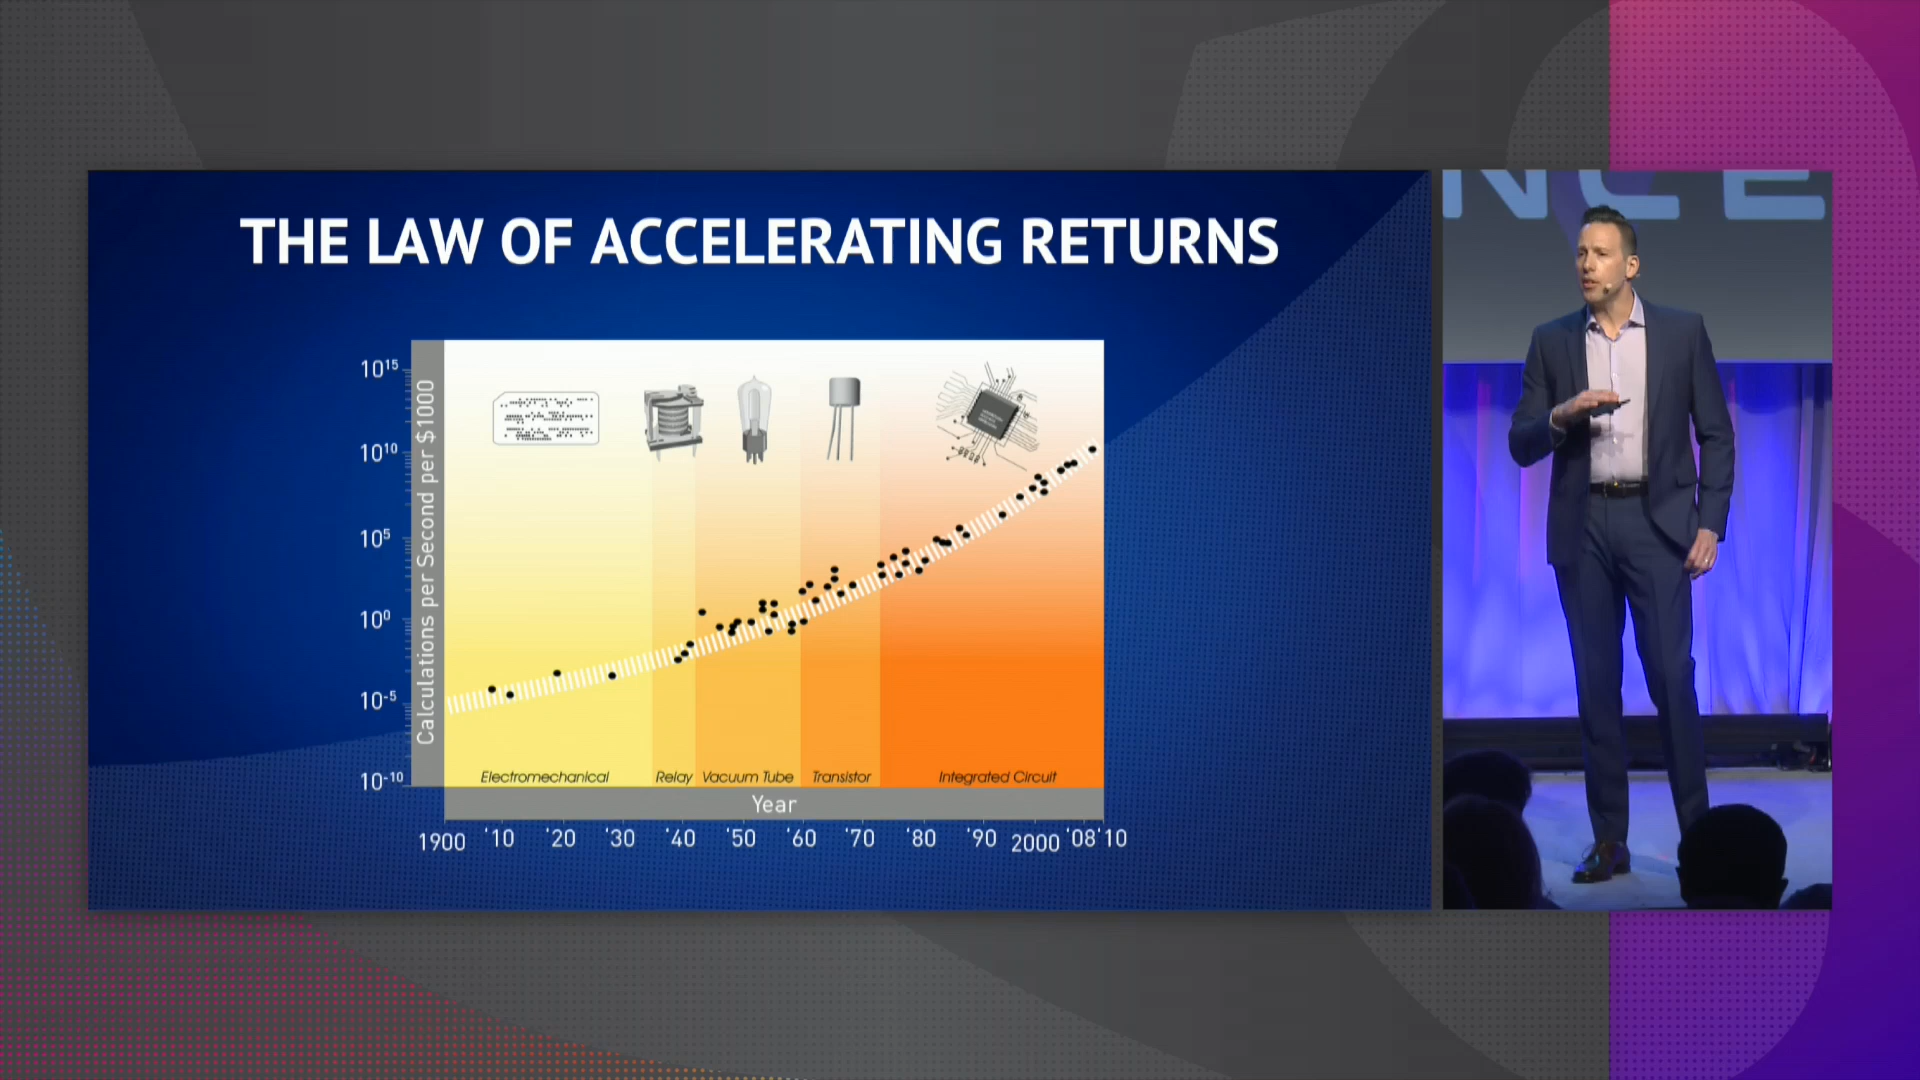 THE LAW OF ACCELERATING RETURNS
NCE
Calculations per Second per $1000
10¹⁵
10¹⁰
10⁵
10⁰
10⁻⁵
10⁻¹⁰
Electromechanical Relay Vacuum Tube Transistor Integrated Circuit
Year
1900 '10 '20 '30 '40 '50 '60 '70 '80 '90 2000 '08 '10